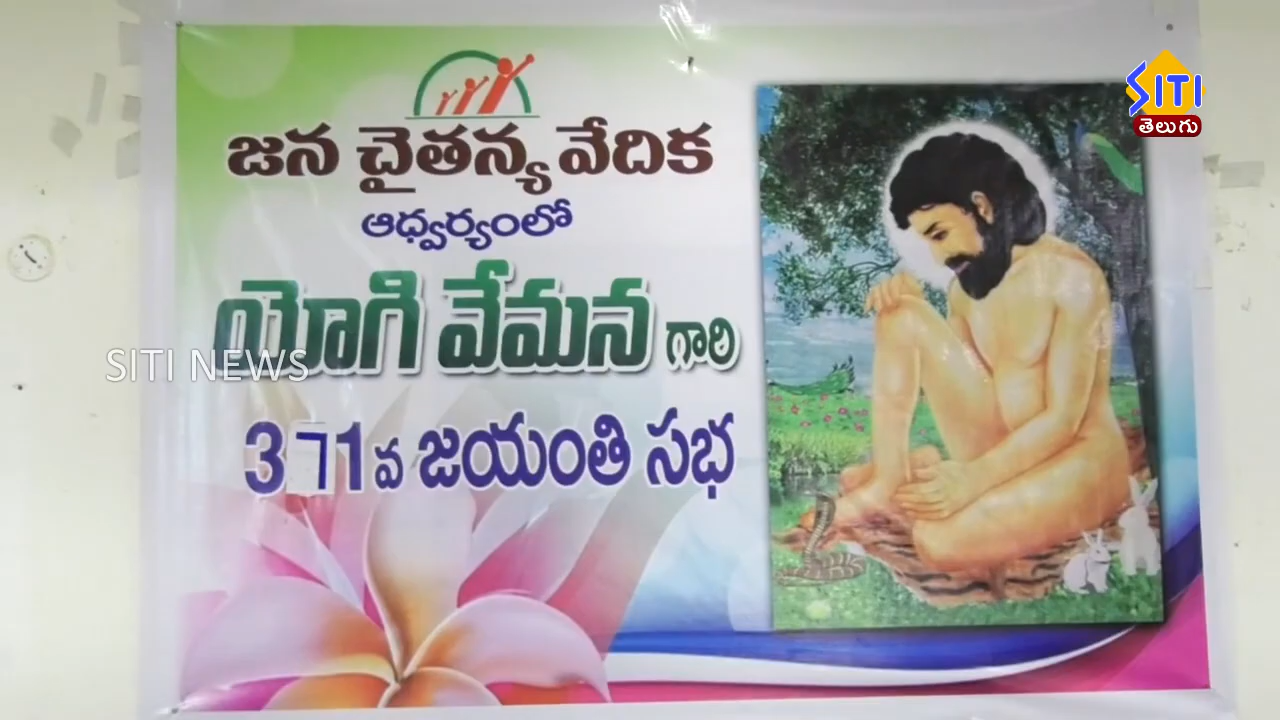 SITI
తెలుగు
జన చైతన్య వేదిక
ఆధ్వర్యంలో
యోగి వేమన గారి
SITI NEWS
371వ జయంతి సభ